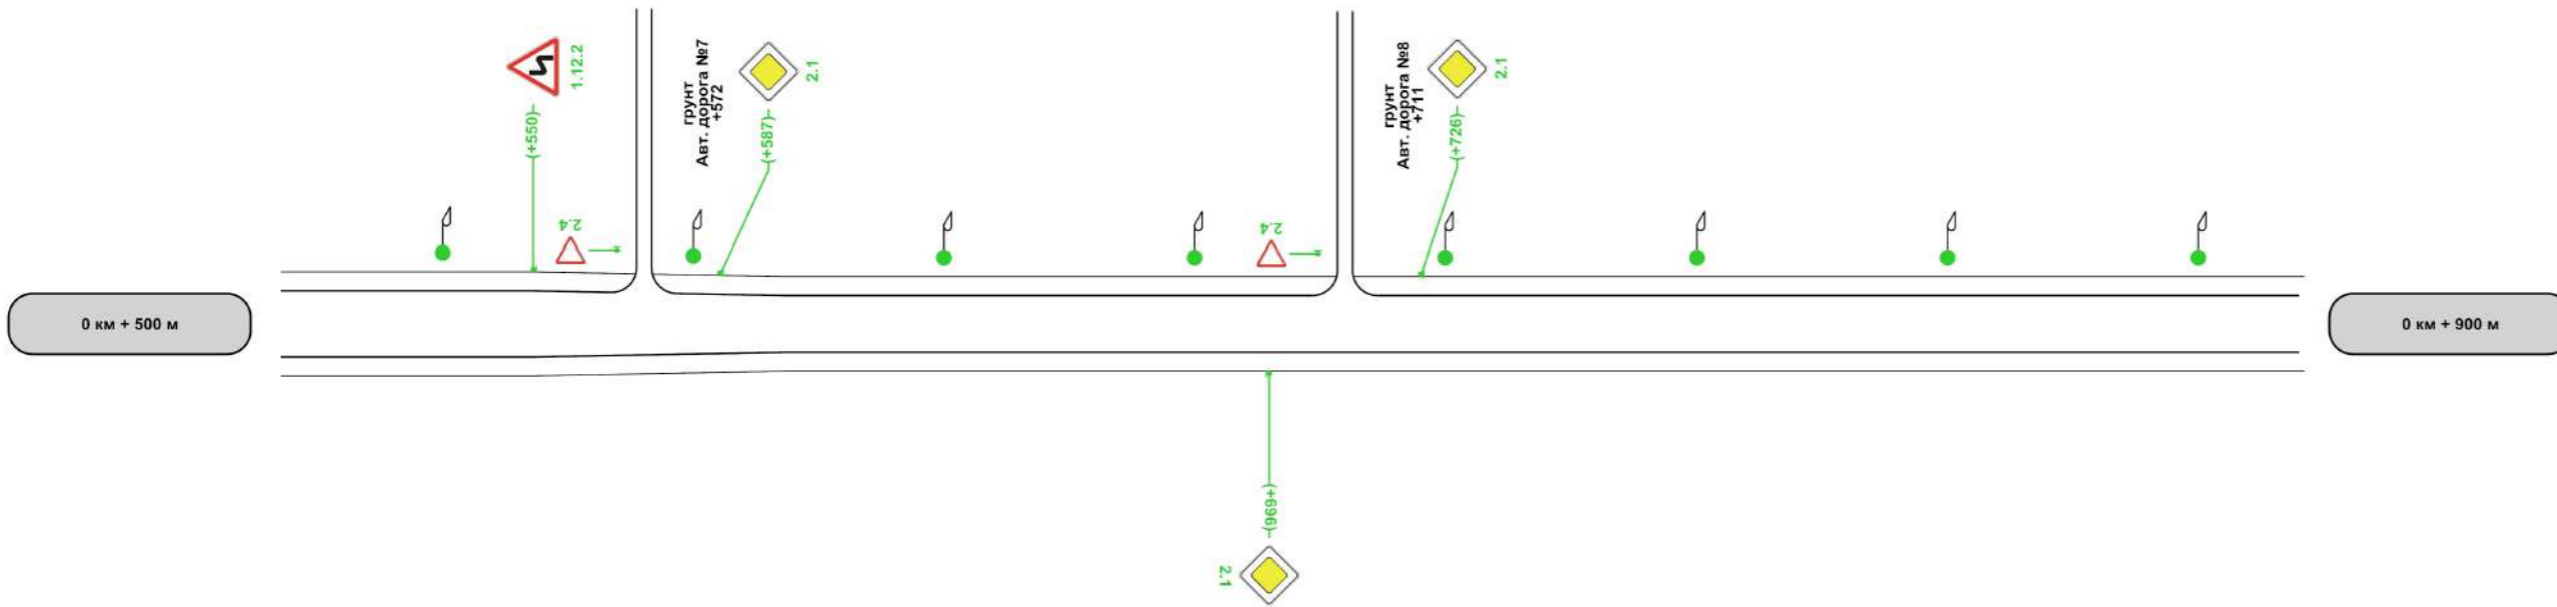 1.12.2
(+550)
2.4
грунт
Авт. дорога №7
+572
2.1
(+587)
2.4
грунт
Авт. дорога №8
+711
2.1
(+726)
0 км + 500 м
0 км + 900 м
(+696)
2.1